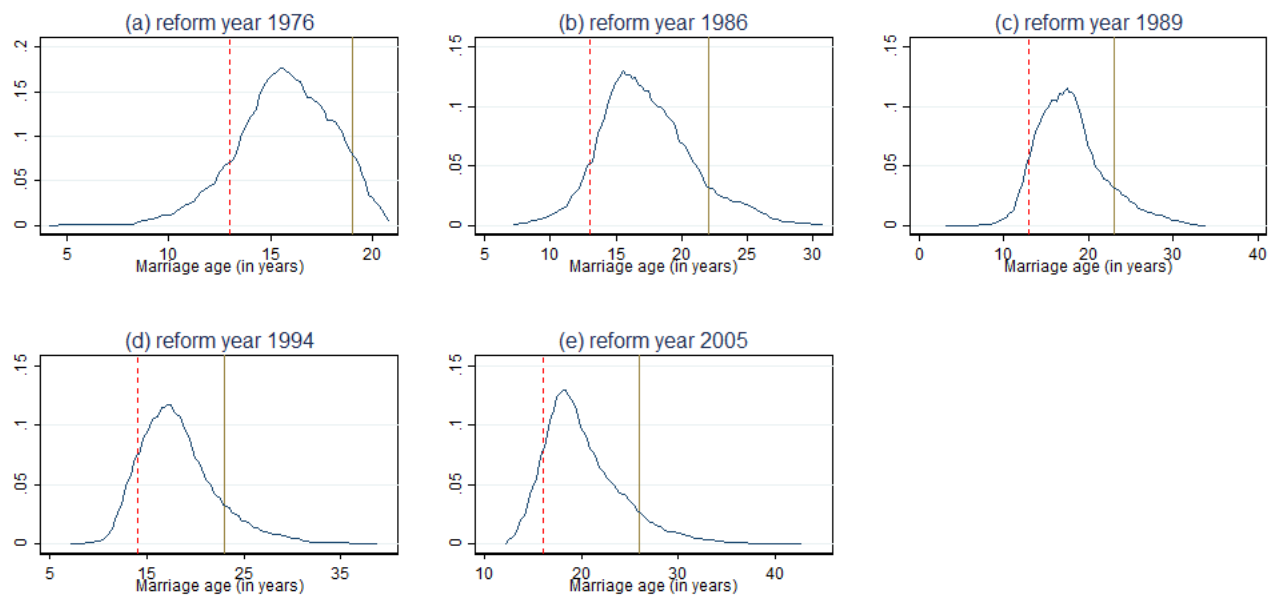 (a) reform year 1976
.2
.15
.1
.05
0
5 10 15 20
Marriage age (in years)
(b) reform year 1986
.15
.1
.05
0
5 10 15 20 25 30
Marriage age (in years)
(c) reform year 1989
.15
.1
.05
0
0 10 20 30 40
Marriage age (in years)
(d) reform year 1994
.15
.1
.05
0
5 15 25 35
Marriage age (in years)
(e) reform year 2005
.15
.1
.05
0
10 20 30 40
Marriage age (in years)